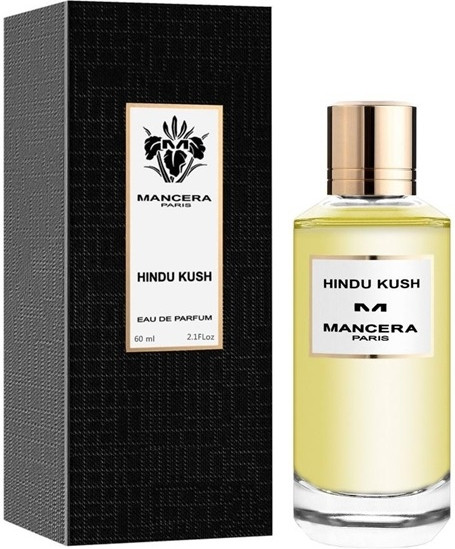 MANCERA
PARIS
HINDU KUSH
EAU DE PARFUM
60 ml 2.1FLoz
HINDU KUSH
M
MANCERA
PARIS